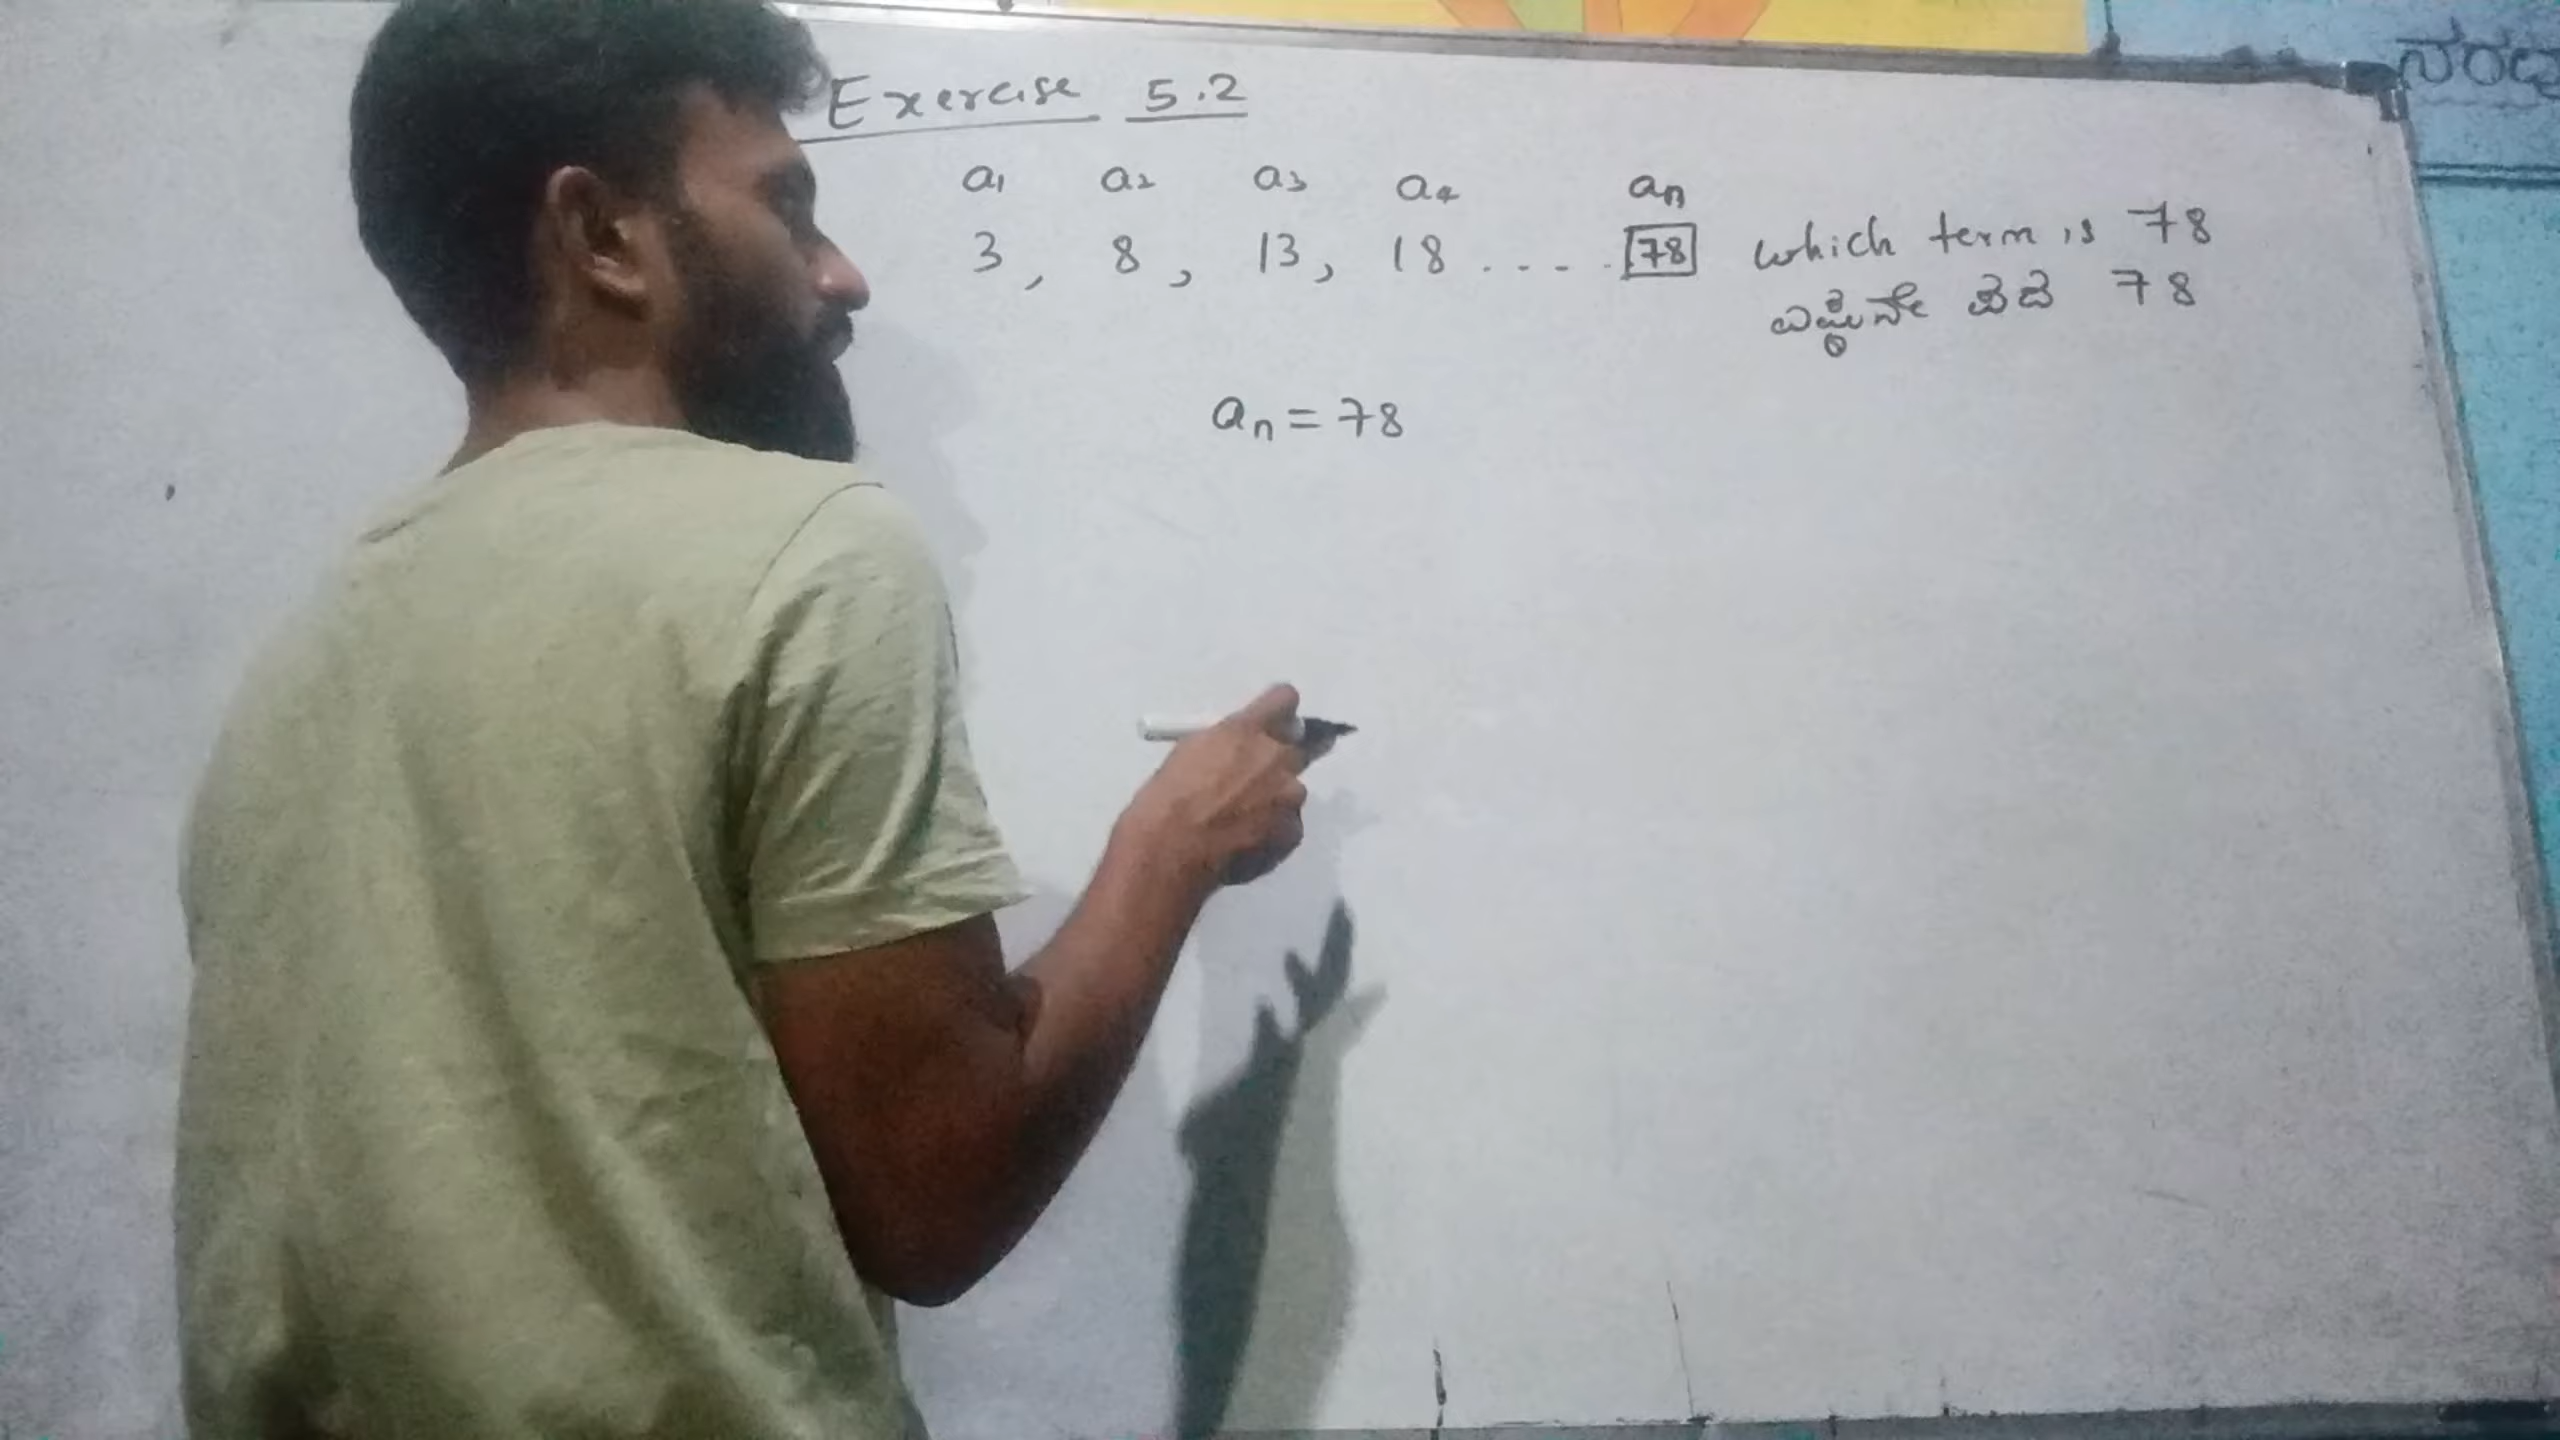 Exercise 5.2
a1 a2 a3 a4 an
3, 8, 13, 18 .... 78 which term is 78
ಎಷ್ಟನೇ ಪದ 78
an = 78